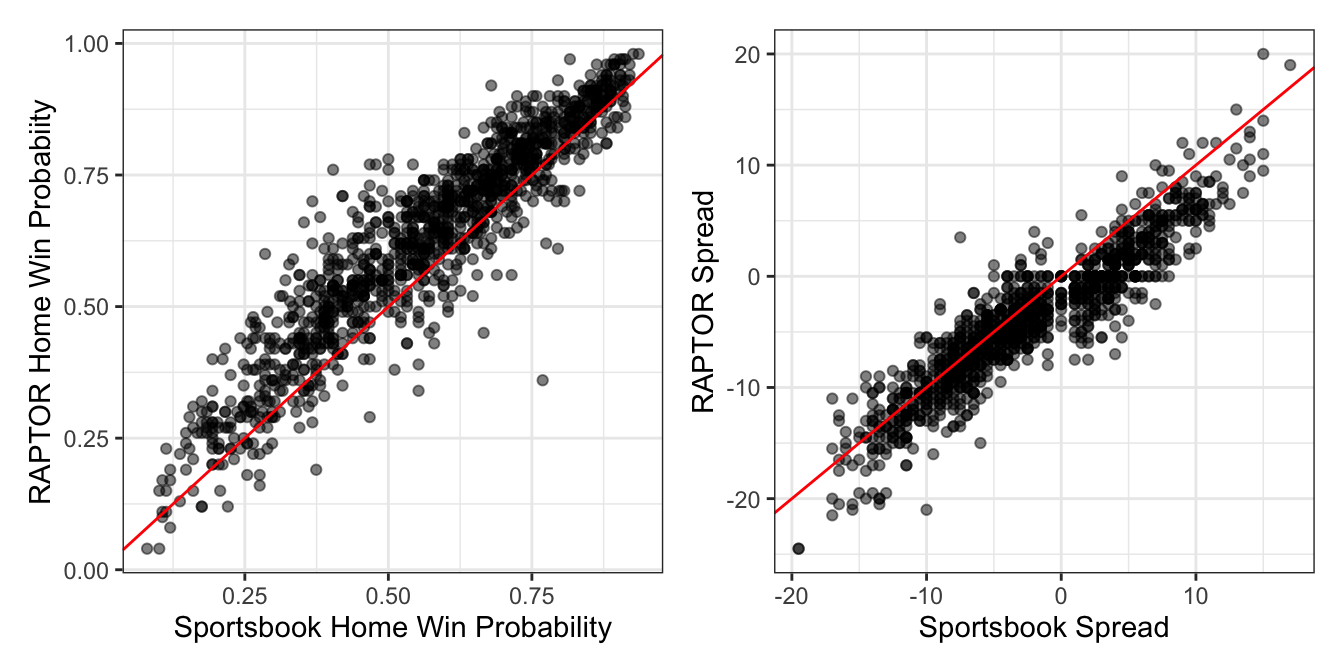 RAPTOR Home Win Probabiity
1.00
0.75
0.50
0.25
0.00
0.25 0.50 0.75
Sportsbook Home Win Probability
RAPTOR Spread
20
10
0
-10
-20
-20 -10 0 10
Sportsbook Spread